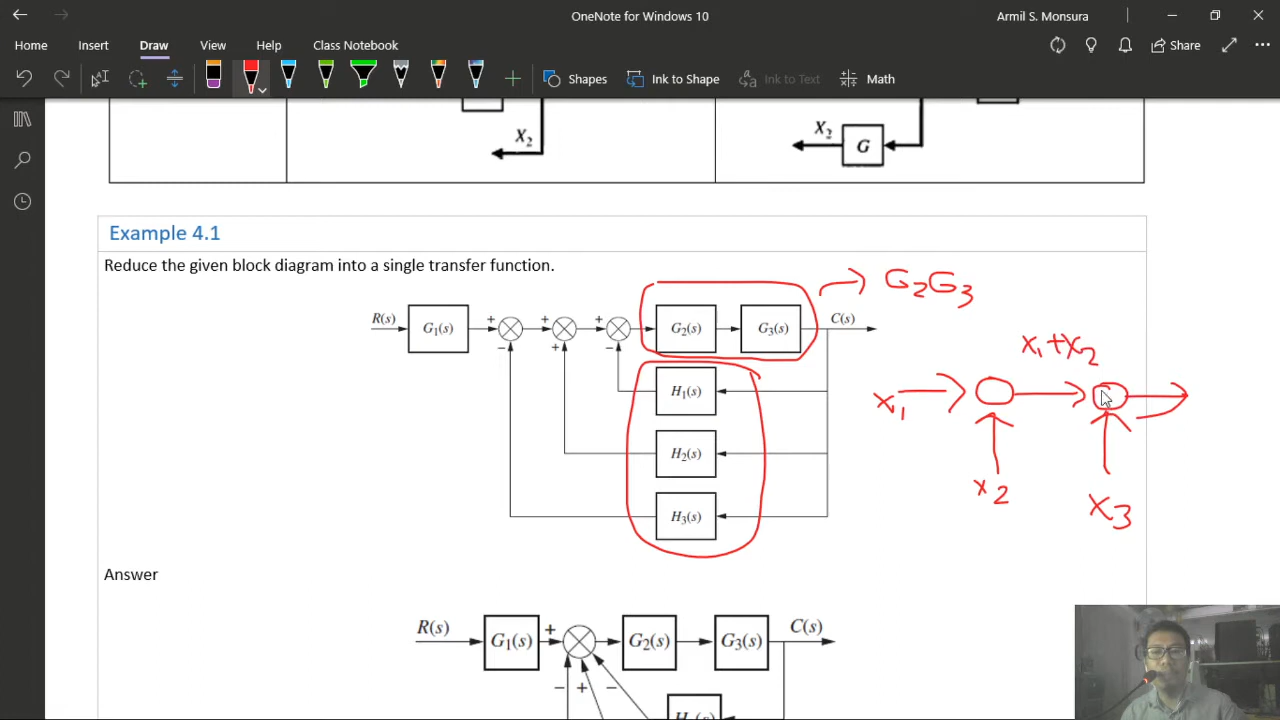 OneNote for Windows 10
Armil S. Monsura
Home Insert Draw View Help Class Notebook
Share
Shapes Ink to Shape Ink to Text Math
X₂
X₂ G
Example 4.1
Reduce the given block diagram into a single transfer function.
G₂G₃
R(s) G₁(s) + + + G₂(s) G₃(s) C(s)
− + −
x₁+x₂
H₁(s)
x₁
H₂(s)
x₂
x₃
H₃(s)
Answer
R(s) G₁(s) + G₂(s) G₃(s) C(s)
− + −